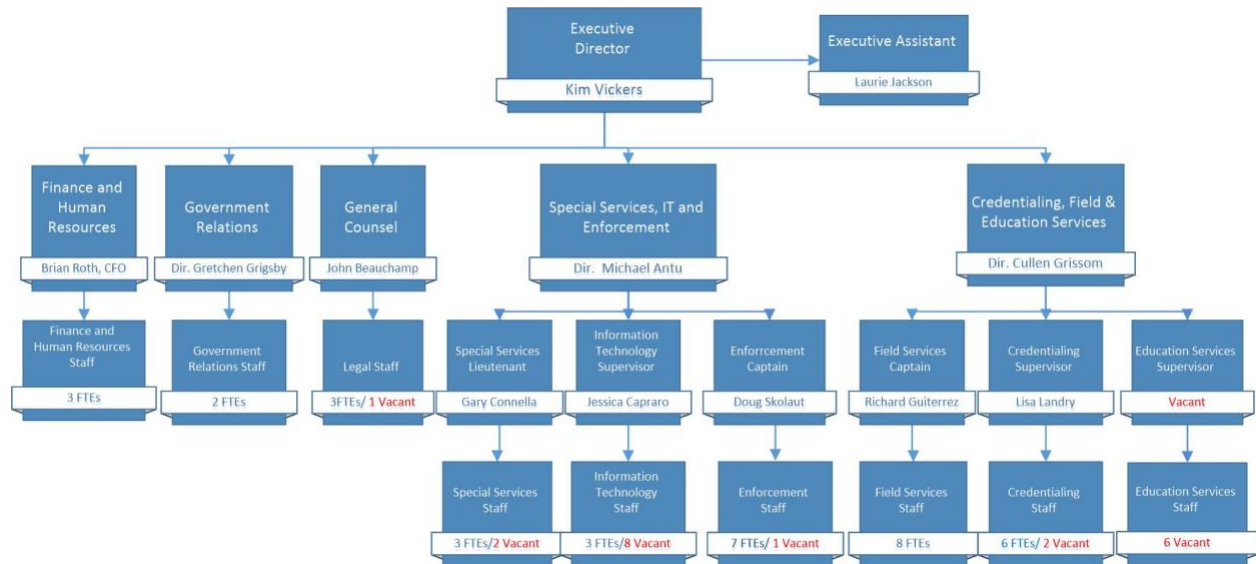 Executive
Director
Kim Vickers
Executive Assistant
Laurie Jackson
Finance and
Human
Resources
Brian Roth, CFO
Government
Relations
Dir. Gretchen Grigsby
General
Counsel
John Beauchamp
Special Services, IT and
Enforcement
Dir. Michael Antu
Credentialing, Field &
Education Services
Dir. Cullen Grissom
Finance and
Human Resources
Staff
3 FTEs
Government
Relations Staff
2 FTEs
Legal Staff
3FTEs/ 1 Vacant
Special Services
Lieutenant
Gary Connella
Information
Technology
Supervisor
Jessica Capraro
Enforrcement
Captain
Doug Skolaut
Field Services
Captain
Richard Guiterrez
Credentialing
Supervisor
Lisa Landry
Education Services
Supervisor
Vacant
Special Services
Staff
3 FTEs/2 Vacant
Information
Technology
Staff
3 FTEs/8 Vacant
Enforcement
Staff
7 FTEs/ 1 Vacant
Field Services
Staff
8 FTEs
Credentialing
Staff
6 FTEs/ 2 Vacant
Education Services
Staff
6 Vacant